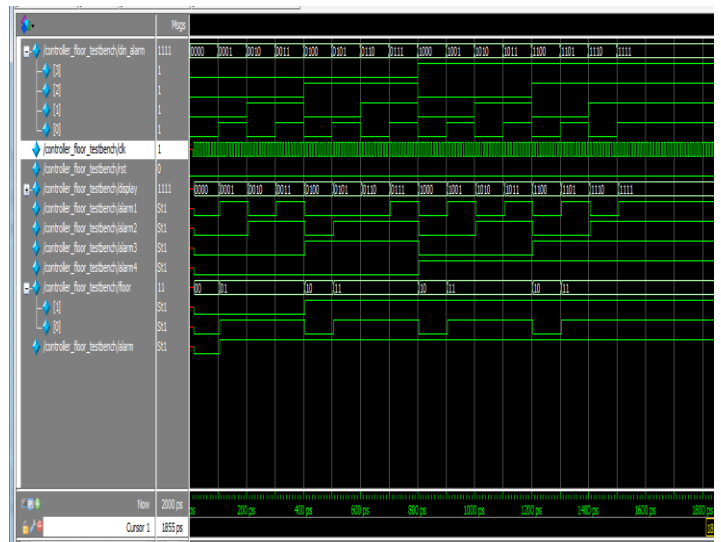 Msgs
/controller_floor_testbench/din_alarm 1111 0000 0001 0010 0011 0100 0101 0110 0111 1000 1001 1010 1011 1100 1101 1110 1111
[3] 1
[2] 1
[1] 1
[0] 1
/controller_floor_testbench/clk 1
/controller_floor_testbench/rst 0
/controller_floor_testbench/display 1111 0000 0001 0010 0011 0100 0101 0110 0111 1000 1001 1010 1011 1100 1101 1110 1111
/controller_floor_testbench/alarm1 St1
/controller_floor_testbench/alarm2 St1
/controller_floor_testbench/alarm3 St1
/controller_floor_testbench/alarm4 St1
/controller_floor_testbench/floor 11 00 01 10 11 10 11 10 11
[1] St1
[0] St1
/controller_floor_testbench/alarm St1
Now 2000 ps ps 200 ps 400 ps 600 ps 800 ps 1000 ps 1200 ps 1400 ps 1600 ps 1800 ps
Cursor 1 1855 ps 18